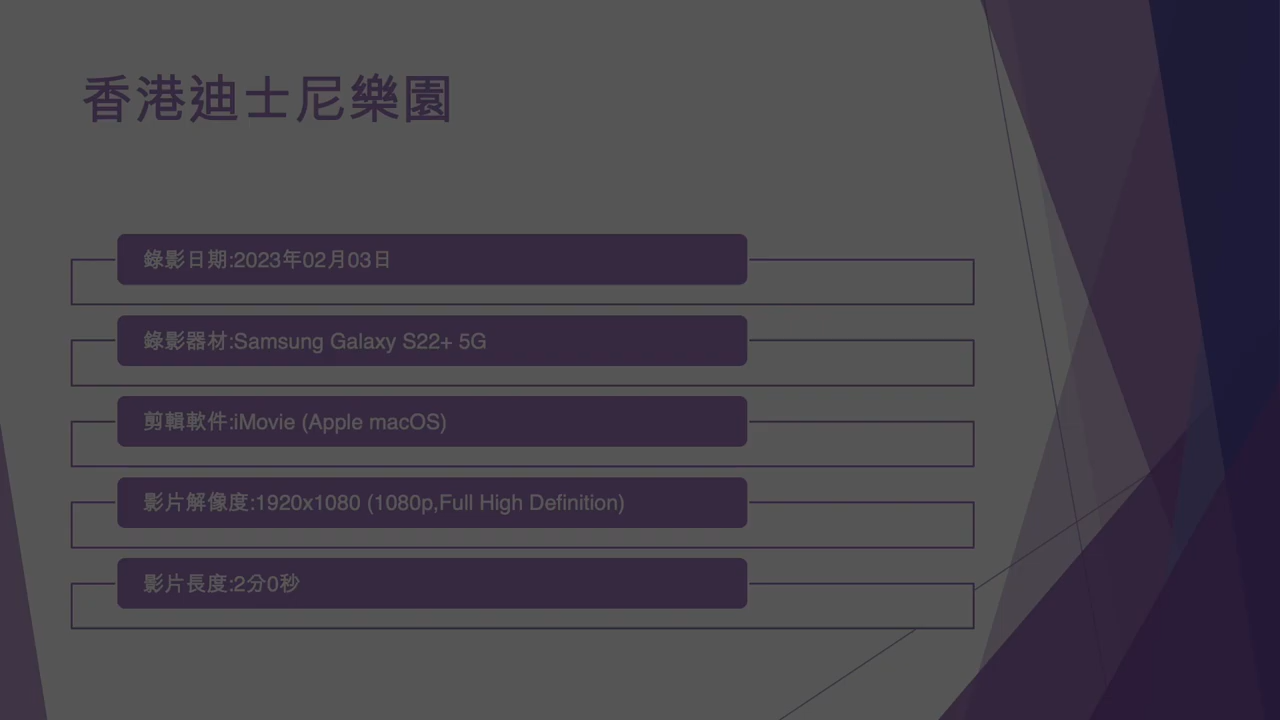 香港迪士尼樂園
錄影日期:2023年02月03日
錄影器材:Samsung Galaxy S22+ 5G
剪輯軟件:iMovie (Apple macOS)
影片解像度:1920x1080 (1080p,Full High Definition)
影片長度:2分0秒